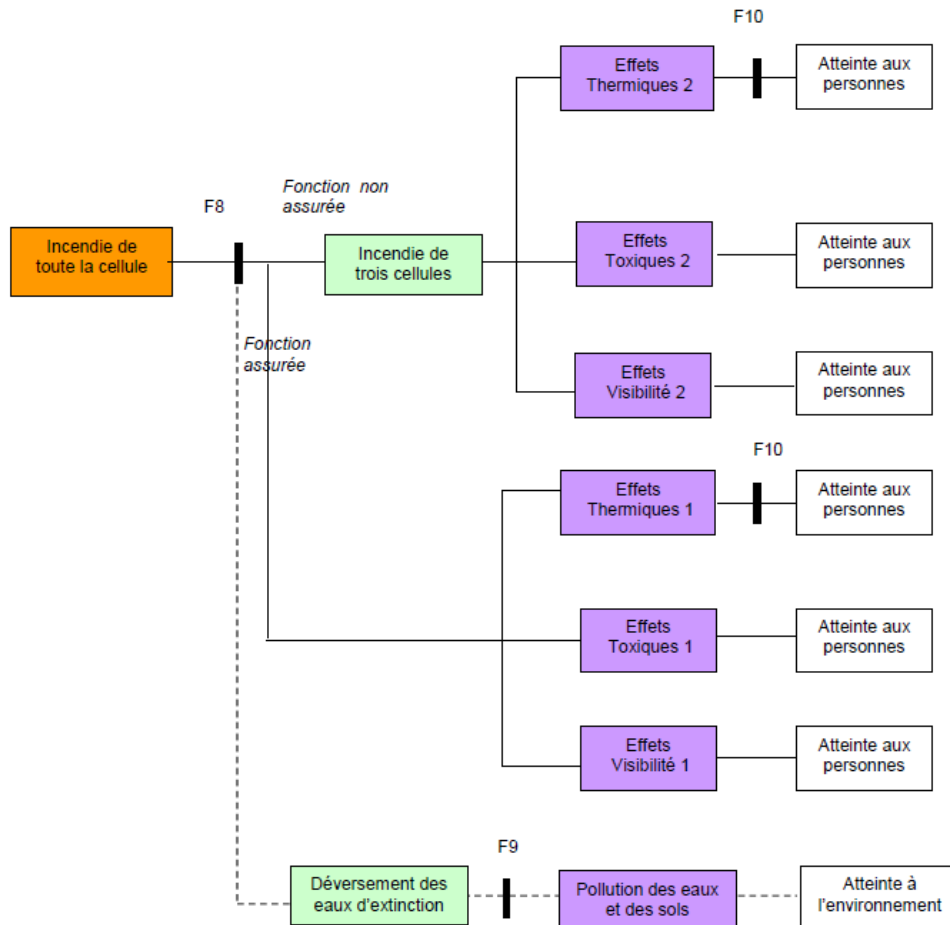 F10
Effets
Thermiques 2
Atteinte aux
personnes
Fonction non
assurée
F8
Incendie de
toute la cellule
Incendie de
trois cellules
Effets
Toxiques 2
Atteinte aux
personnes
Fonction
assurée
Effets
Visibilité 2
Atteinte aux
personnes
F10
Effets
Thermiques 1
Atteinte aux
personnes
Effets
Toxiques 1
Atteinte aux
personnes
Effets
Visibilité 1
Atteinte aux
personnes
F9
Déversement des
eaux d'extinction
Pollution des eaux
et des sols
Atteinte à
l'environnement